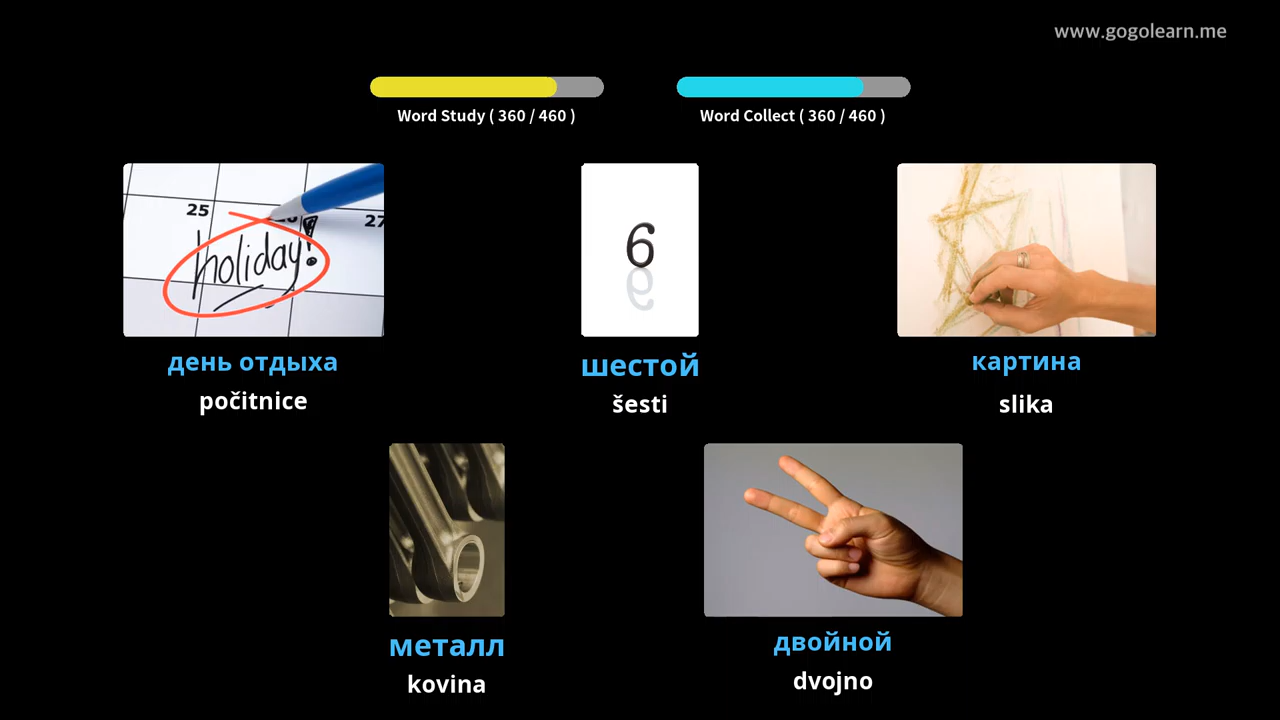 www.gogolearn.me
Word Study ( 360 / 460 )
Word Collect ( 360 / 460 )
25
27
holiday!
6
день отдыха
počitnice
шестой
šesti
картина
slika
металл
kovina
двойной
dvojno